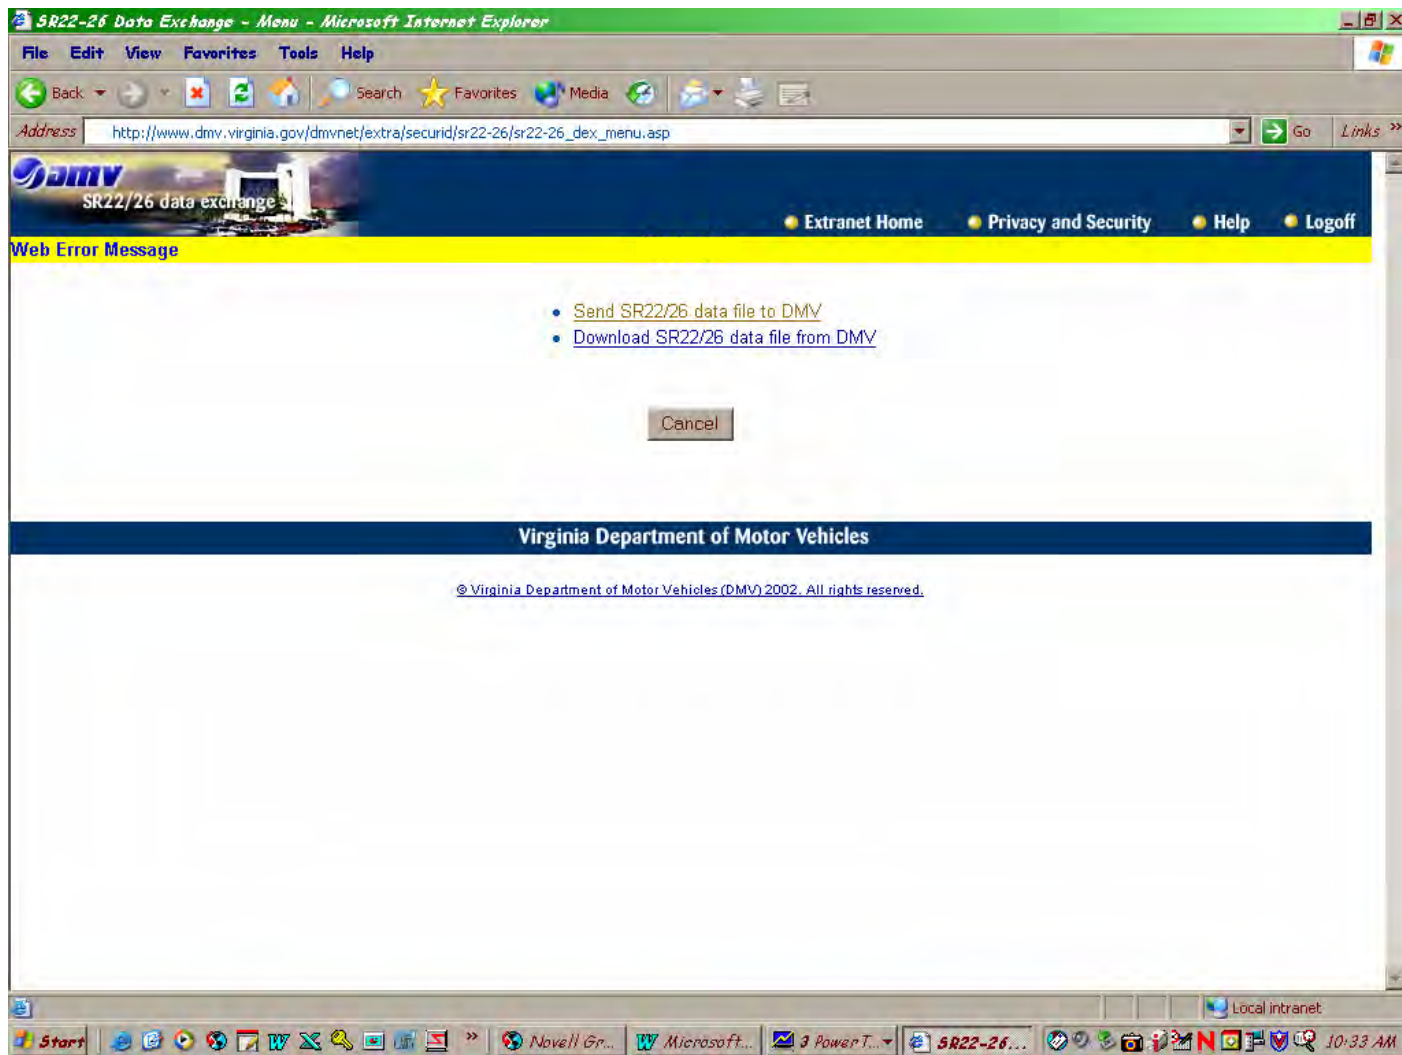 SR22-26 Data Exchange - Menu - Microsoft Internet Explorer
File Edit View Favorites Tools Help
Back Search Favorites Media
Address http://www.dmv.virginia.gov/dmvnet/extra/securid/sr22-26/sr22-26_dex_menu.asp Go Links »
dmv
SR22/26 data exchange
Extranet Home Privacy and Security Help Logoff
Web Error Message
• Send SR22/26 data file to DMV
• Download SR22/26 data file from DMV
Cancel
Virginia Department of Motor Vehicles
© Virginia Department of Motor Vehicles (DMV) 2002. All rights reserved.
Local intranet
Start » Novell Gr... Microsoft... 3 Power T... SR22-26... 10:33 AM